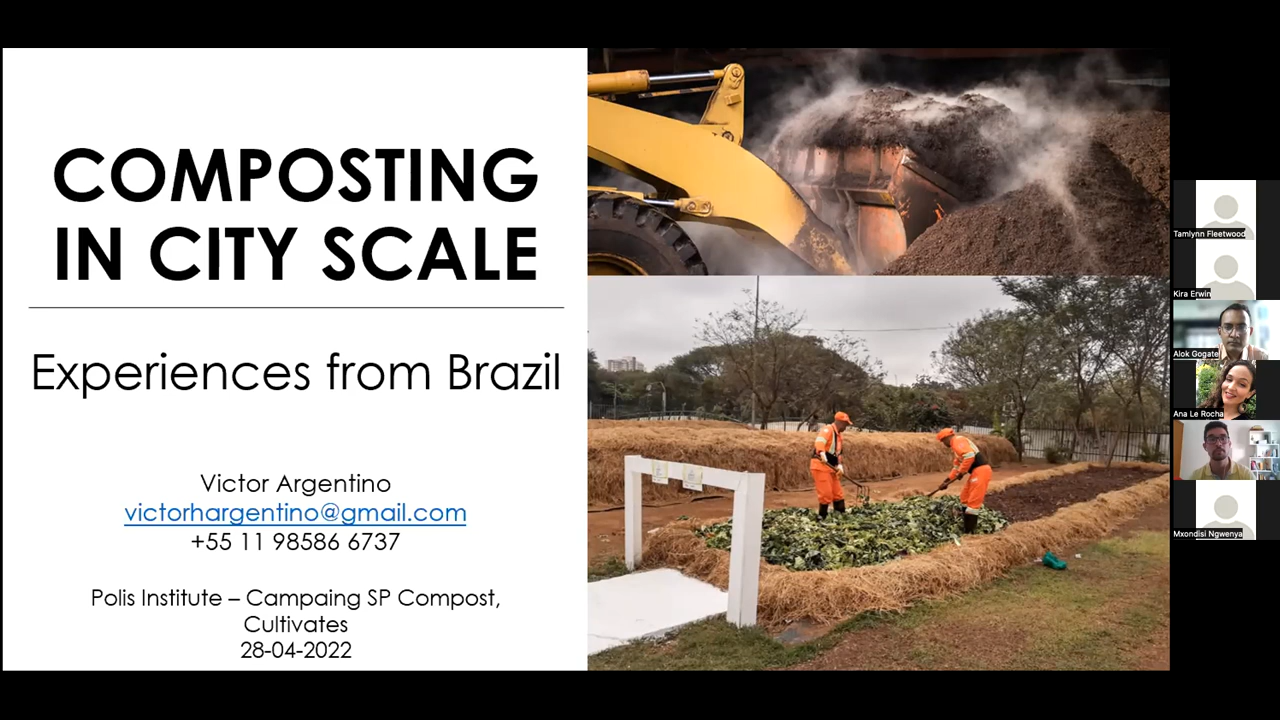 COMPOSTING
IN CITY SCALE
Experiences from Brazil
Victor Argentino
victorhargentino@gmail.com
+55 11 98586 6737
Polis Institute – Campaing SP Compost,
Cultivates
28-04-2022
Tamlynn Fleetwood
Kira Erwin
Alok Gogate
Ana Le Rocha
Mxondisi Ngwenya